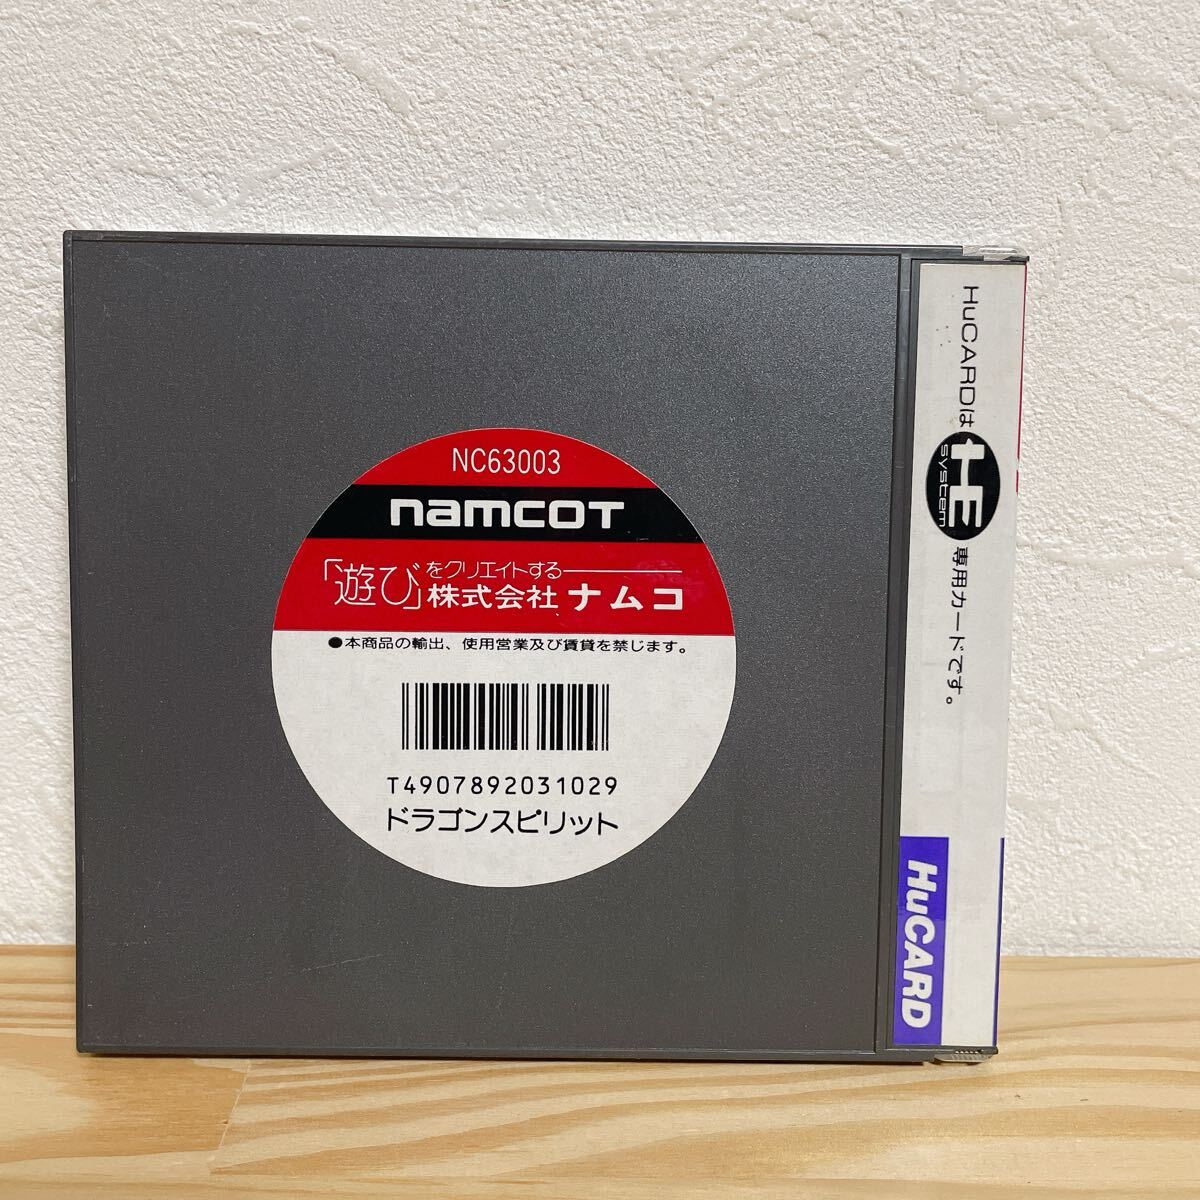 NC63003
namcoT
「遊び」をクリエイトする
株式会社ナムコ
●本商品の輸出、使用営業及び賃貸を禁じます。
T4907892031029
ドラゴンスピリット
HuCARDは HE system 専用カードです。
HuCARD